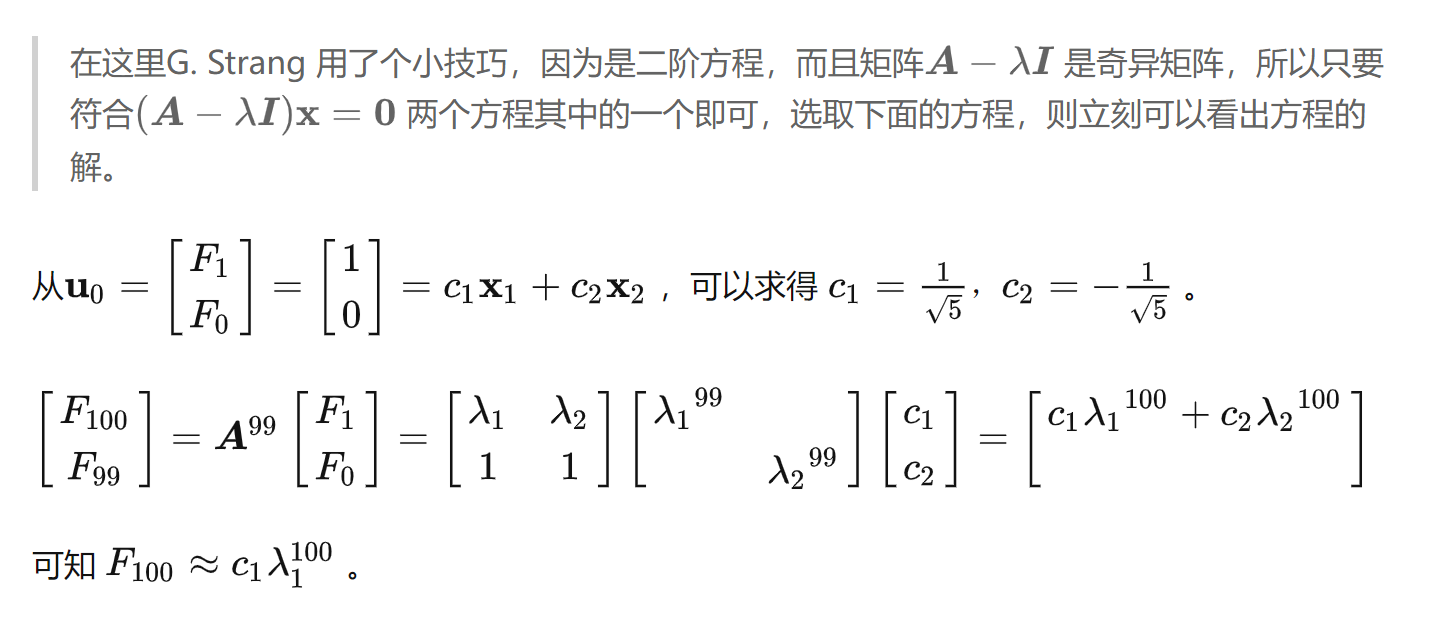 在这里G. Strang 用了个小技巧，因为是二阶方程，而且矩阵$\boldsymbol{A} - \lambda \boldsymbol{I}$ 是奇异矩阵，所以只要
符合$(\boldsymbol{A} - \lambda \boldsymbol{I})\mathbf{x} = \mathbf{0}$ 两个方程其中的一个即可，选取下面的方程，则立刻可以看出方程的
解。
从$\mathbf{u}_0 = \begin{bmatrix} F_1 \\ F_0 \end{bmatrix} = \begin{bmatrix} 1 \\ 0 \end{bmatrix} = c_1\mathbf{x}_1 + c_2\mathbf{x}_2$ ，可以求得 $c_1 = \frac{1}{\sqrt{5}}$，$c_2 = -\frac{1}{\sqrt{5}}$ 。
$\begin{bmatrix} F_{100} \\ F_{99} \end{bmatrix} = \boldsymbol{A}^{99} \begin{bmatrix} F_1 \\ F_0 \end{bmatrix} = \begin{bmatrix} \lambda_1 & \lambda_2 \\ 1 & 1 \end{bmatrix} \begin{bmatrix} {\lambda_1}^{99} & \\ & {\lambda_2}^{99} \end{bmatrix} \begin{bmatrix} c_1 \\ c_2 \end{bmatrix} = \begin{bmatrix} c_1{\lambda_1}^{100} + c_2{\lambda_2}^{100} \\ \\ \end{bmatrix}$
可知 $F_{100} \approx c_1\lambda_1^{100}$ 。